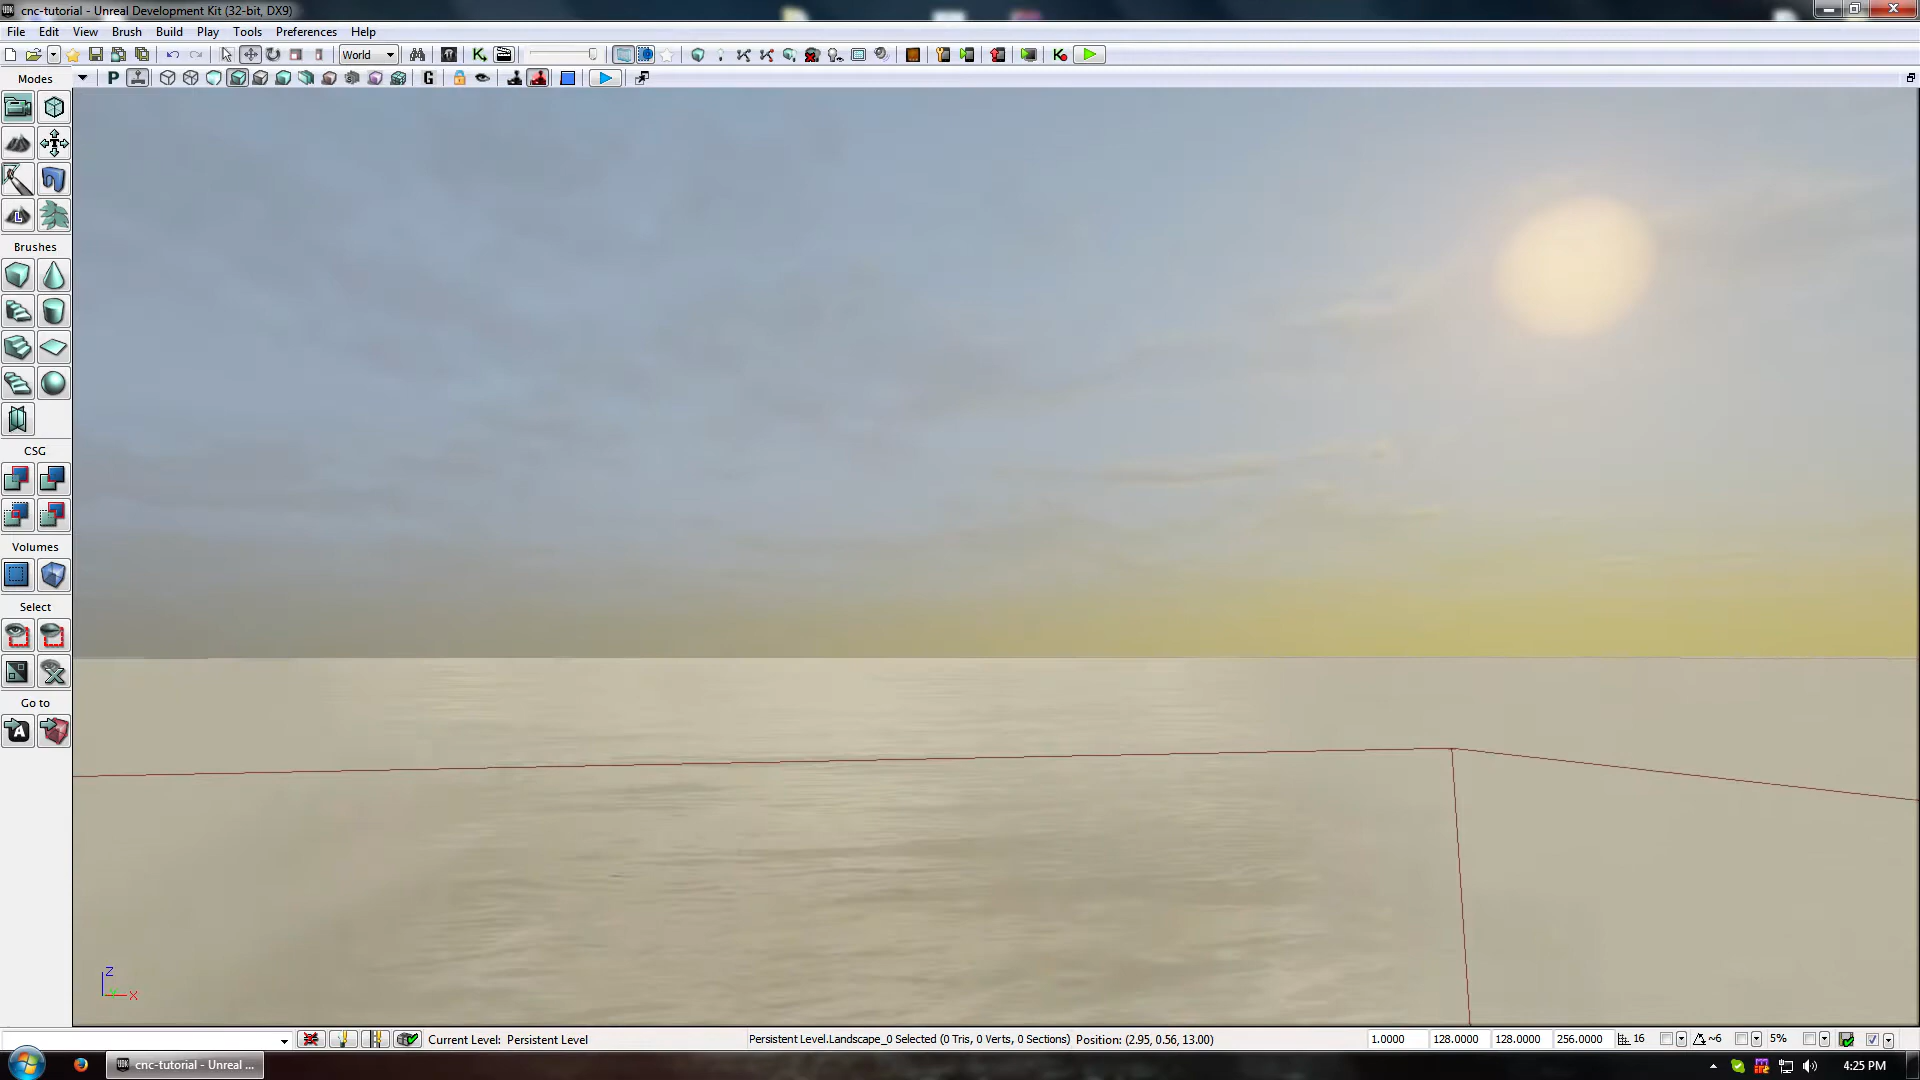 cnc-tutorial - Unreal Development Kit (32-bit, DX9)
File Edit View Brush Build Play Tools Preferences Help
World
Modes
P
G
Brushes
CSG
Volumes
Select
Go to
A
Z
X
Current Level: Persistent Level
Persistent Level.Landscape_0 Selected (0 Tris, 0 Verts, 0 Sections) Position: (2.95, 0.56, 13.00)
1.0000 128.0000 128.0000 256.0000 16 ~6 5%
cnc-tutorial - Unreal ...
4:25 PM